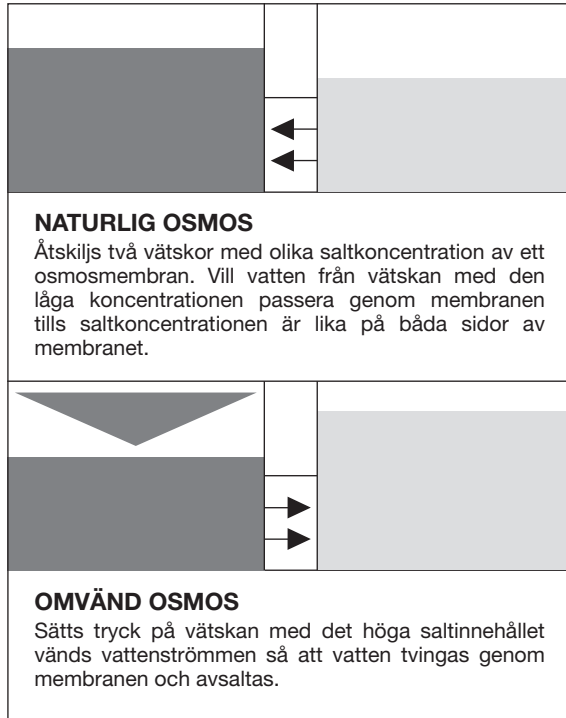 NATURLIG OSMOS
Åtskiljs två vätskor med olika saltkoncentration av ett
osmosmembran. Vill vatten från vätskan med den
låga koncentrationen passera genom membranen
tills saltkoncentrationen är lika på båda sidor av
membranet.
OMVÄND OSMOS
Sätts tryck på vätskan med det höga saltinnehållet
vänds vattenströmmen så att vatten tvingas genom
membranen och avsaltas.